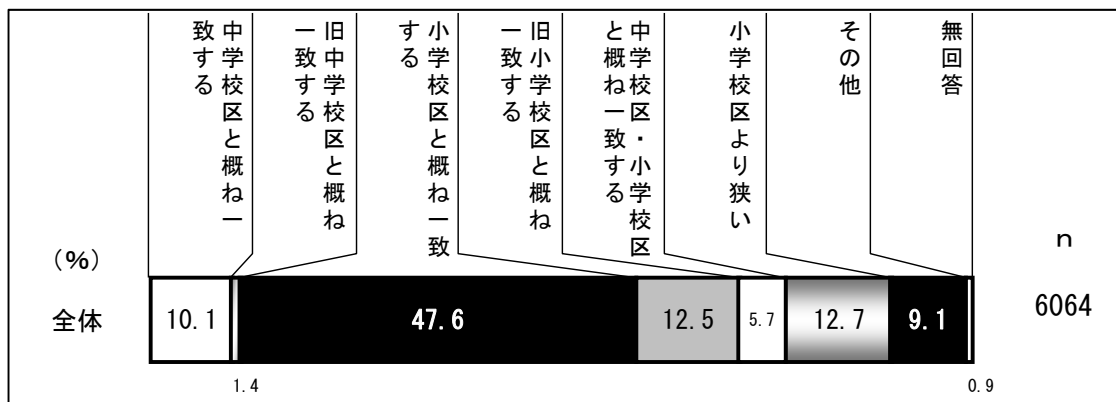 中学校区と概ね一
致する
旧中学校区と概ね
一致する
小学校区と概ね一致
する
旧小学校区と概ね
一致する
中学校区・小学校区
と概ね一致する
小学校区より狭い
その他
無回答
(%)
n
全体
10.1
47.6
12.5
5.7
12.7
9.1
6064
1.4
0.9